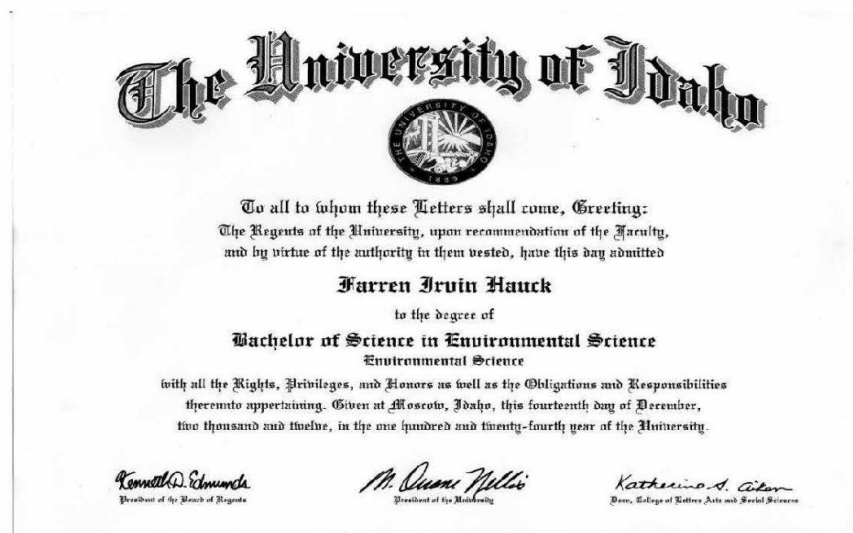 The University of Idaho
THE UNIVERSITY OF IDAHO
1889
To all to whom these Letters shall come, Greeting:
The Regents of the University, upon recommendation of the Faculty,
and by virtue of the authority in them vested, have this day admitted
Farren Irvin Hauck
to the degree of
Bachelor of Science in Environmental Science
Environmental Science
with all the Rights, Privileges, and Honors as well as the Obligations and Responsibilities
thereunto appertaining. Given at Moscow, Idaho, this fourteenth day of December,
two thousand and twelve, in the one hundred and twenty-fourth year of the University.
Kenneth D. Edmunds
M. Duane Nellis
Katherine G. Aiken
President of the Board of Regents
President of the University
Dean, College of Letters Arts and Social Sciences